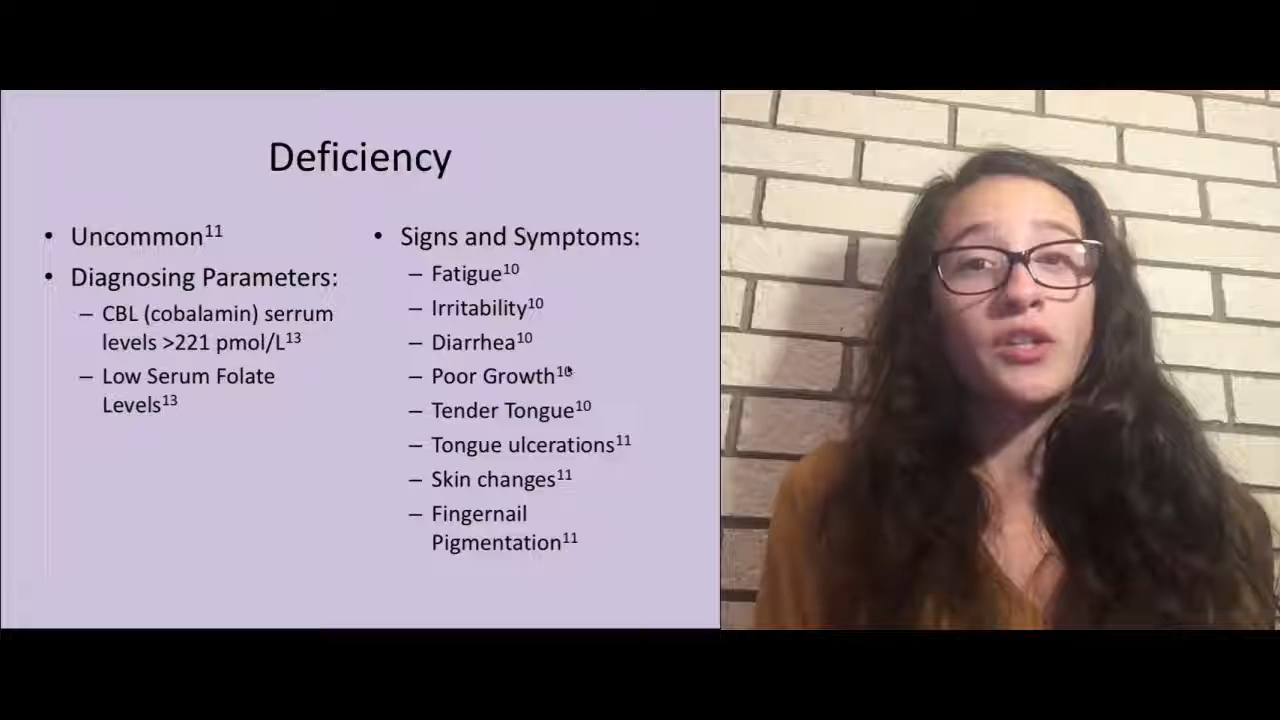 Deficiency
• Uncommon¹¹
• Diagnosing Parameters:
– CBL (cobalamin) serrum
levels >221 pmol/L¹³
– Low Serum Folate
Levels¹³
• Signs and Symptoms:
– Fatigue¹⁰
– Irritability¹⁰
– Diarrhea¹⁰
– Poor Growth¹⁰
– Tender Tongue¹⁰
– Tongue ulcerations¹¹
– Skin changes¹¹
– Fingernail
Pigmentation¹¹